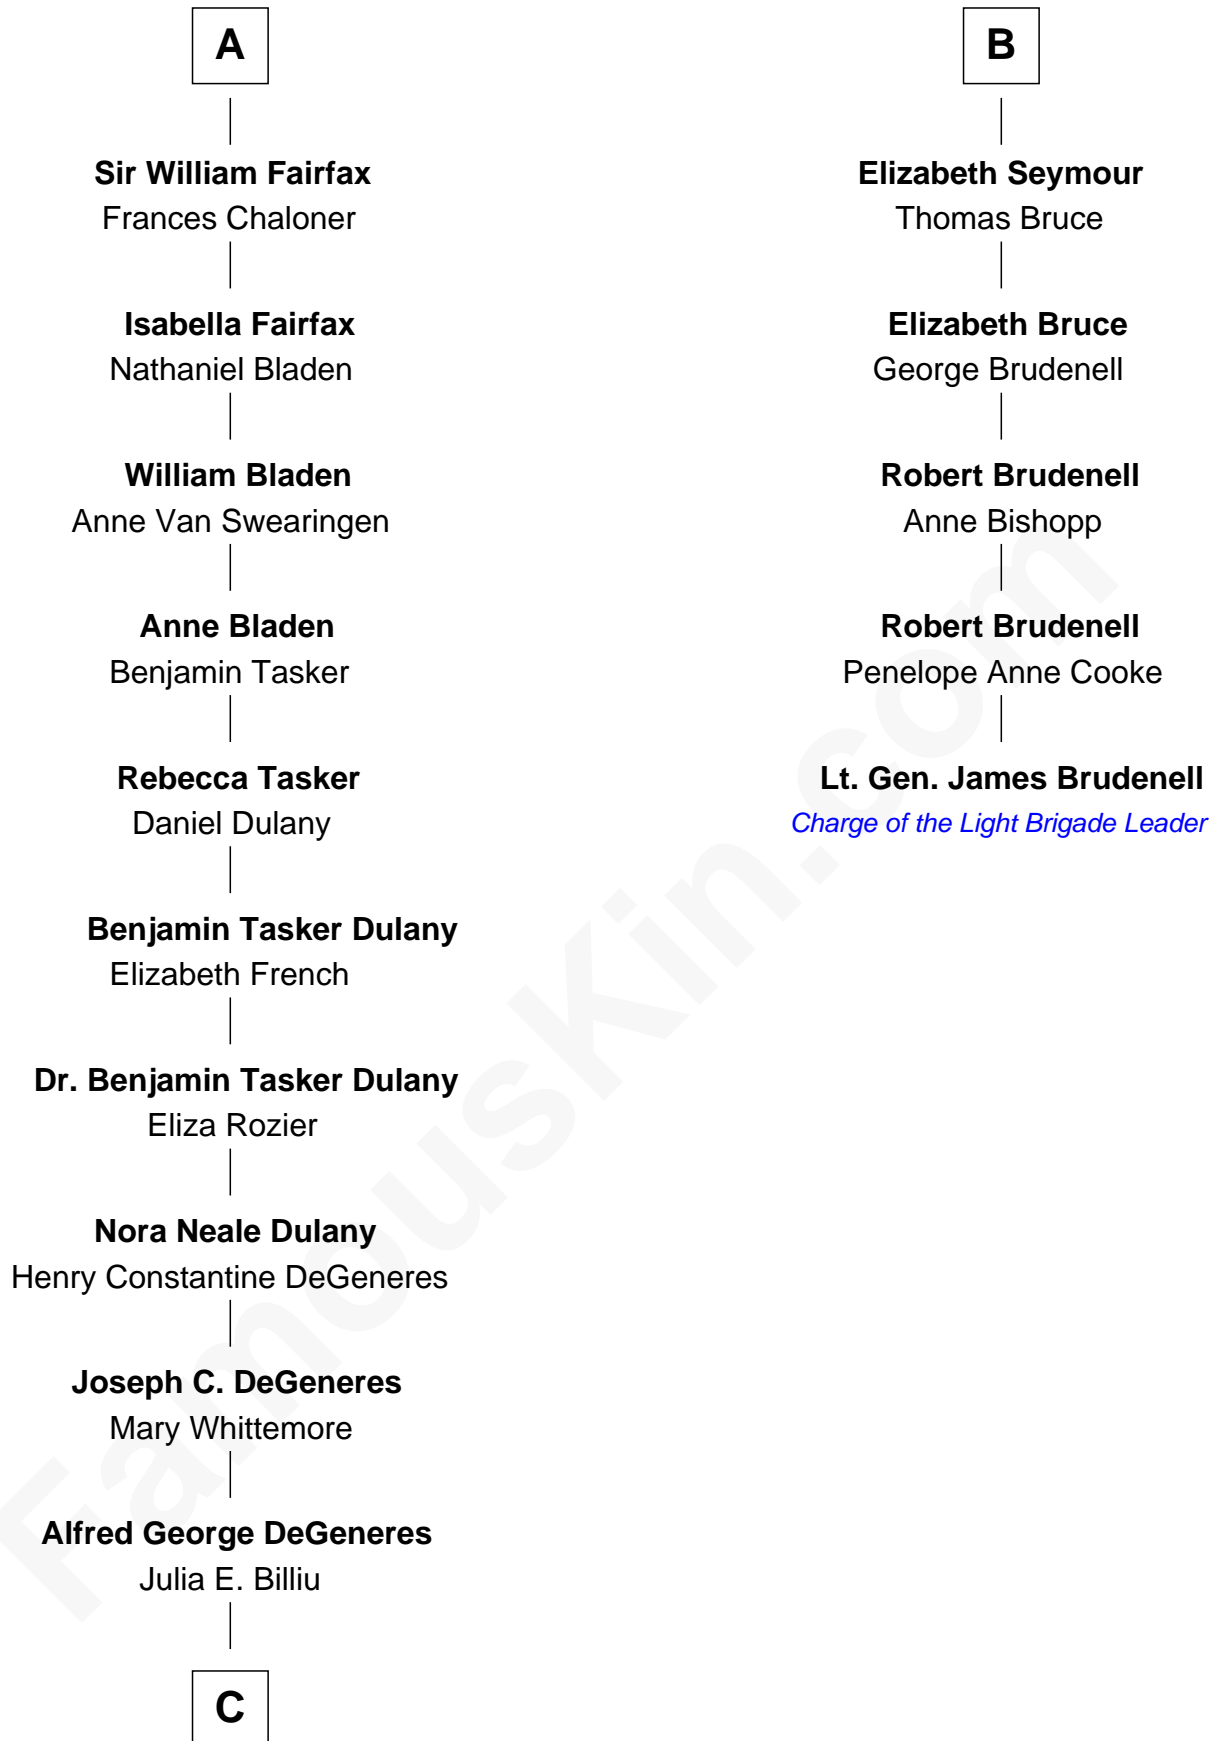 A
Sir William Fairfax
Frances Chaloner
Isabella Fairfax
Nathaniel Bladen
William Bladen
Anne Van Swearingen
Anne Bladen
Benjamin Tasker
Rebecca Tasker
Daniel Dulany
Benjamin Tasker Dulany
Elizabeth French
Dr. Benjamin Tasker Dulany
Eliza Rozier
Nora Neale Dulany
Henry Constantine DeGeneres
Joseph C. DeGeneres
Mary Whittemore
Alfred George DeGeneres
Julia E. Billiu
C
B
Elizabeth Seymour
Thomas Bruce
Elizabeth Bruce
George Brudenell
Robert Brudenell
Anne Bishopp
Robert Brudenell
Penelope Anne Cooke
Lt. Gen. James Brudenell
Charge of the Light Brigade Leader
FamousKin.com